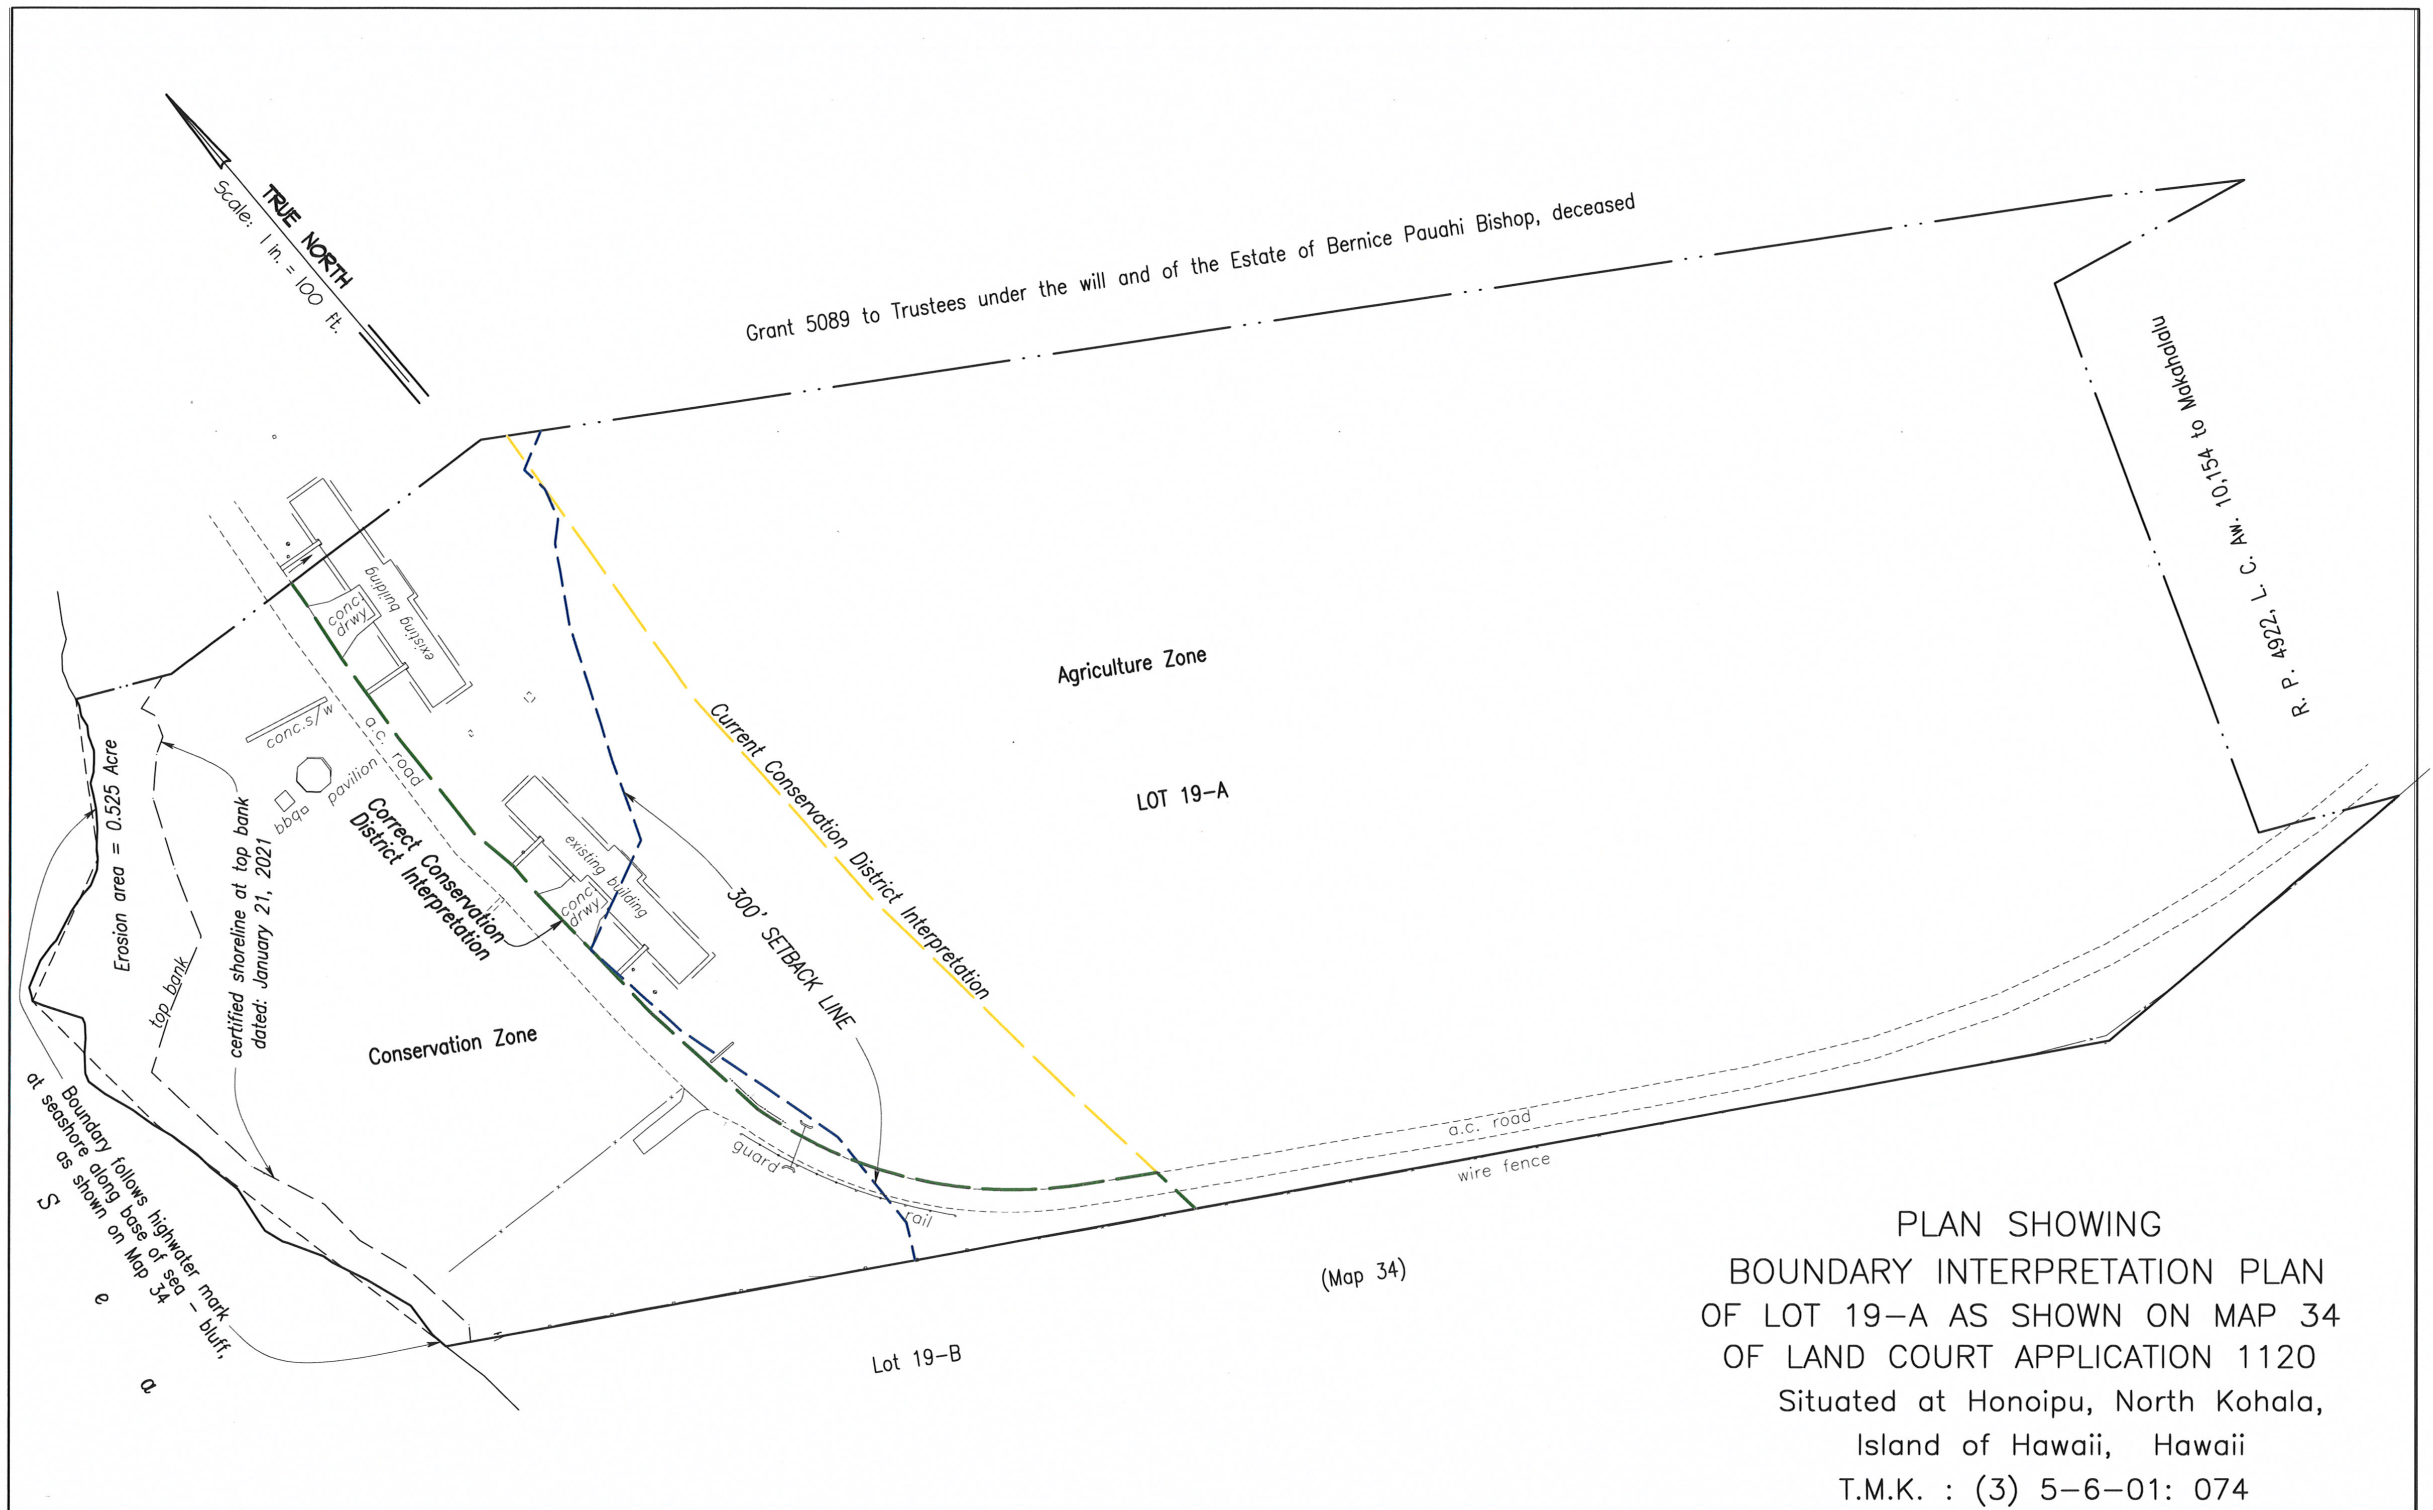 TRUE NORTH
Scale: 1 in. = 100 ft.
Grant 5089 to Trustees under the will and of the Estate of Bernice Pauahi Bishop, deceased
R. P. 4922, L. C. Aw. 10,154 to Makahalalu
existing building
conc.
drwy
conc.s/w
a.c. road
pavilion
bbq
Correct Conservation
District Interpretation
existing building
conc.
drwy
Current Conservation District Interpretation
300' SETBACK LINE
Agriculture Zone
LOT 19-A
Erosion area = 0.525 Acre
top bank
certified shoreline at top bank
dated: January 21, 2021
Conservation Zone
Boundary follows highwater mark
at seashore along base of sea - bluff,
as shown on Map 34
Sea
guard
rail
a.c. road
wire fence
(Map 34)
Lot 19-B
PLAN SHOWING
BOUNDARY INTERPRETATION PLAN
OF LOT 19-A AS SHOWN ON MAP 34
OF LAND COURT APPLICATION 1120
Situated at Honoipu, North Kohala,
Island of Hawaii, Hawaii
T.M.K. : (3) 5-6-01: 074